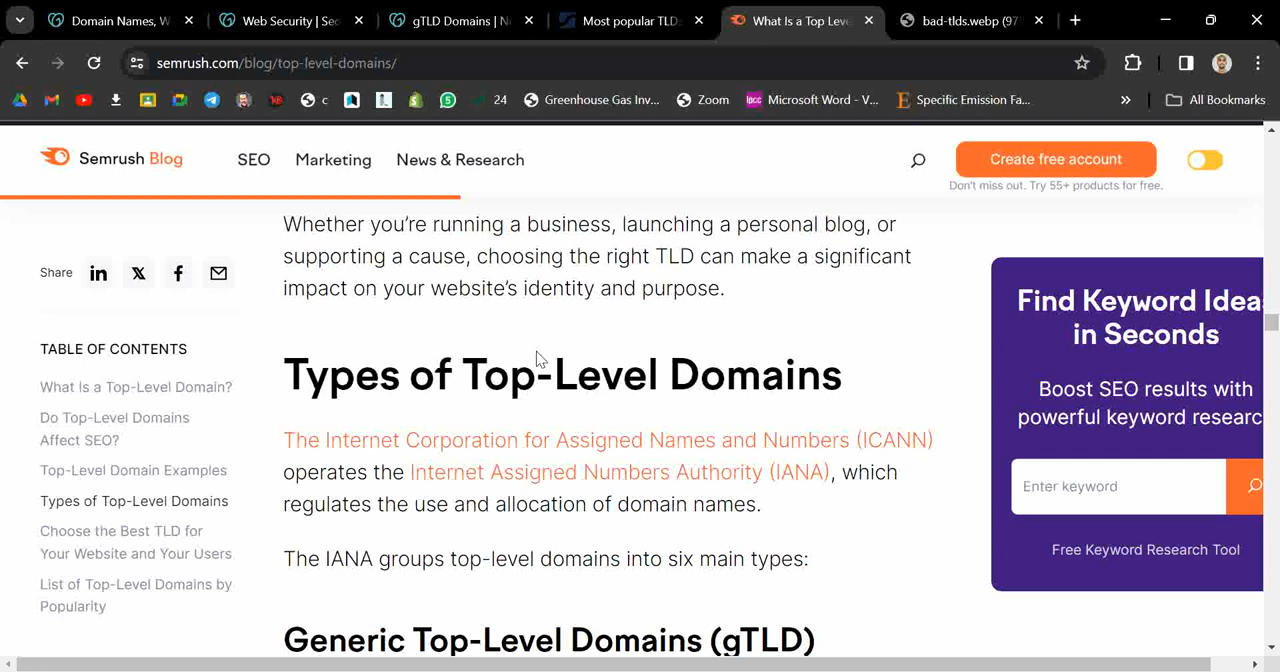 Domain Names, W
Web Security | Sec
gTLD Domains | N
Most popular TLD
What Is a Top Leve
bad-tlds.webp (97
semrush.com/blog/top-level-domains/
c
24
Greenhouse Gas Inv...
Zoom
ipcc
Microsoft Word - V...
Specific Emission Fa...
All Bookmarks
Semrush Blog
SEO
Marketing
News & Research
Create free account
Don't miss out. Try 55+ products for free.
Share
TABLE OF CONTENTS
What Is a Top-Level Domain?
Do Top-Level Domains
Affect SEO?
Top-Level Domain Examples
Types of Top-Level Domains
Choose the Best TLD for
Your Website and Your Users
List of Top-Level Domains by
Popularity
Whether you're running a business, launching a personal blog, or
supporting a cause, choosing the right TLD can make a significant
impact on your website's identity and purpose.
Types of Top-Level Domains
The Internet Corporation for Assigned Names and Numbers (ICANN)
operates the Internet Assigned Numbers Authority (IANA), which
regulates the use and allocation of domain names.
The IANA groups top-level domains into six main types:
Generic Top-Level Domains (gTLD)
Find Keyword Ideas
in Seconds
Boost SEO results with
powerful keyword researc
Enter keyword
Free Keyword Research Tool